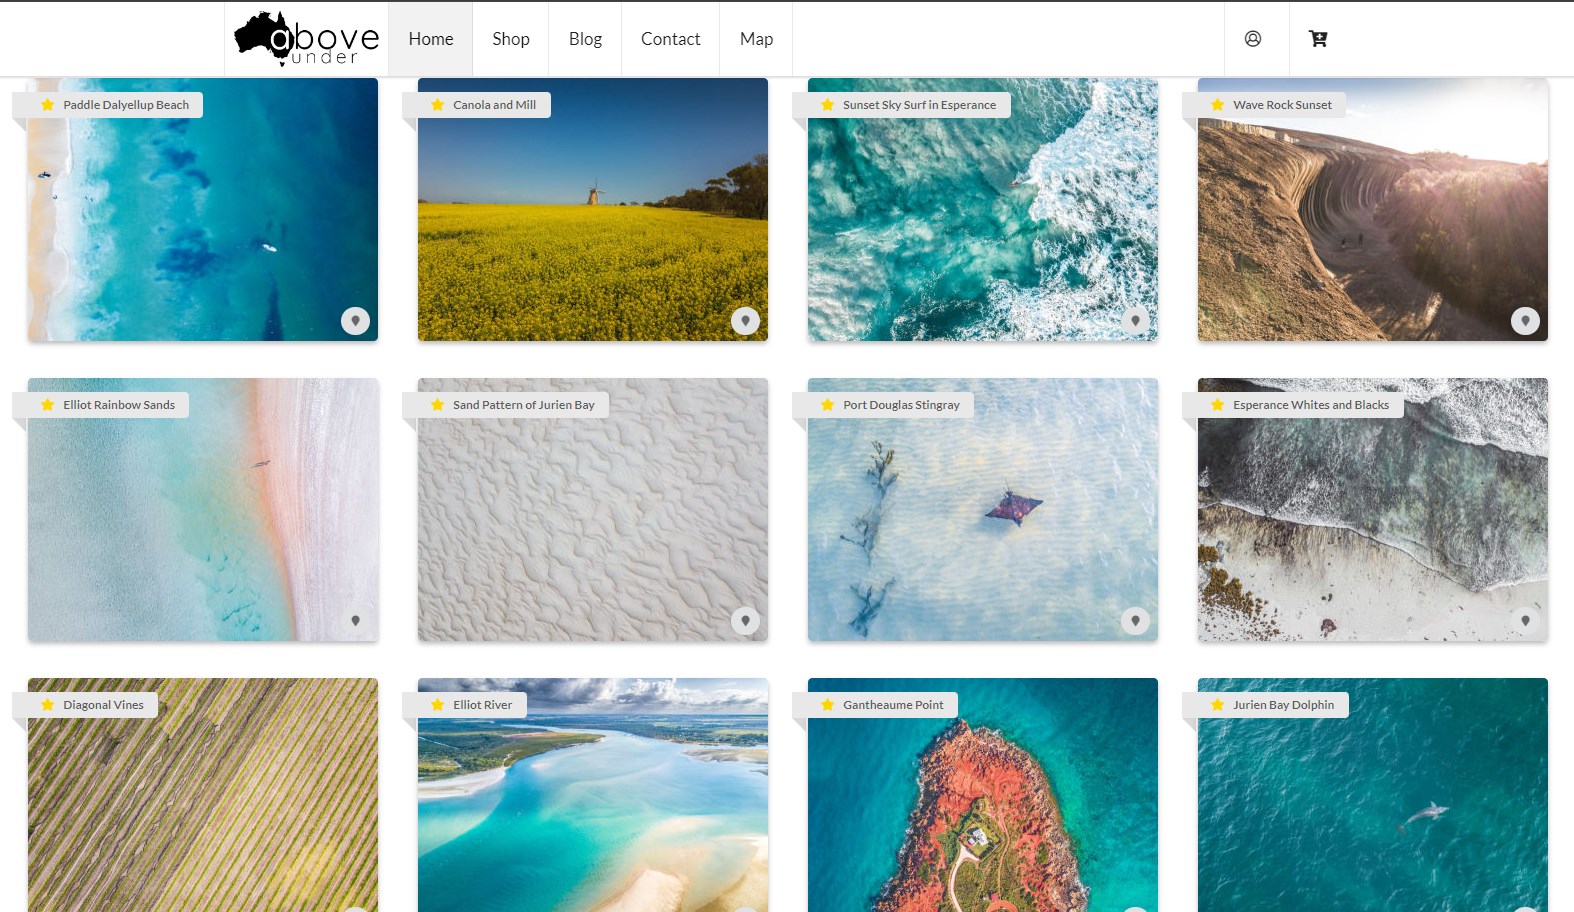 above
under
Home
Shop
Blog
Contact
Map
Paddle Dalyellup Beach
Canola and Mill
Sunset Sky Surf in Esperance
Wave Rock Sunset
Elliot Rainbow Sands
Sand Pattern of Jurien Bay
Port Douglas Stingray
Esperance Whites and Blacks
Diagonal Vines
Elliot River
Gantheaume Point
Jurien Bay Dolphin